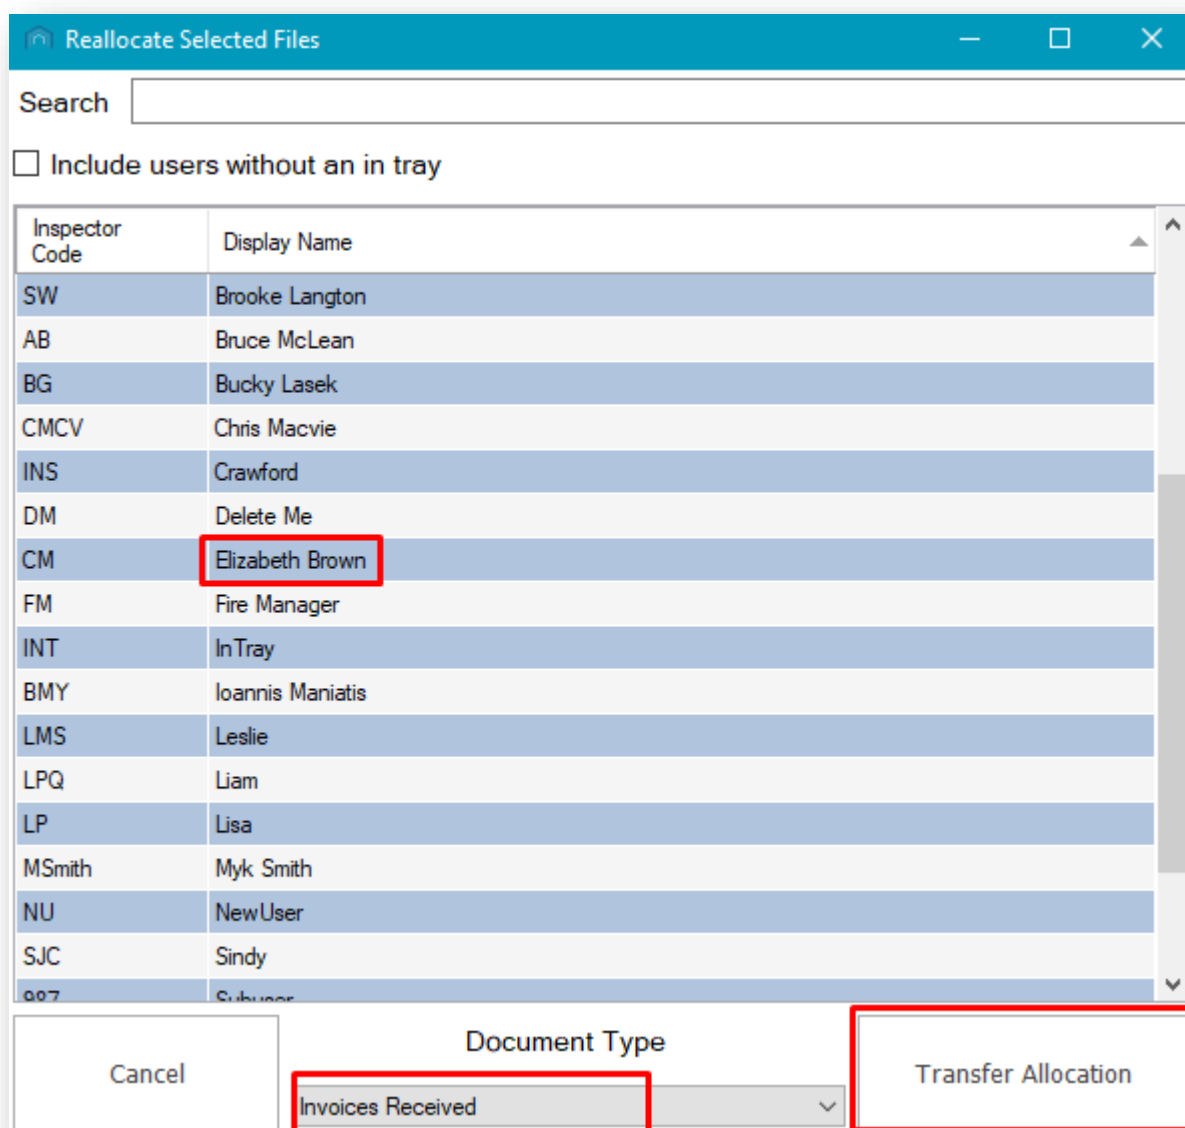 Reallocate Selected Files
Search
Include users without an in tray
Inspector Code Display Name
SW Brooke Langton
AB Bruce McLean
BG Bucky Lasek
CMCV Chris Macvie
INS Crawford
DM Delete Me
CM Elizabeth Brown
FM Fire Manager
INT InTray
BMY Ioannis Maniatis
LMS Leslie
LPQ Liam
LP Lisa
MSmith Myk Smith
NU NewUser
SJC Sindy
987 Subuser
Document Type
Cancel
Invoices Received
Transfer Allocation